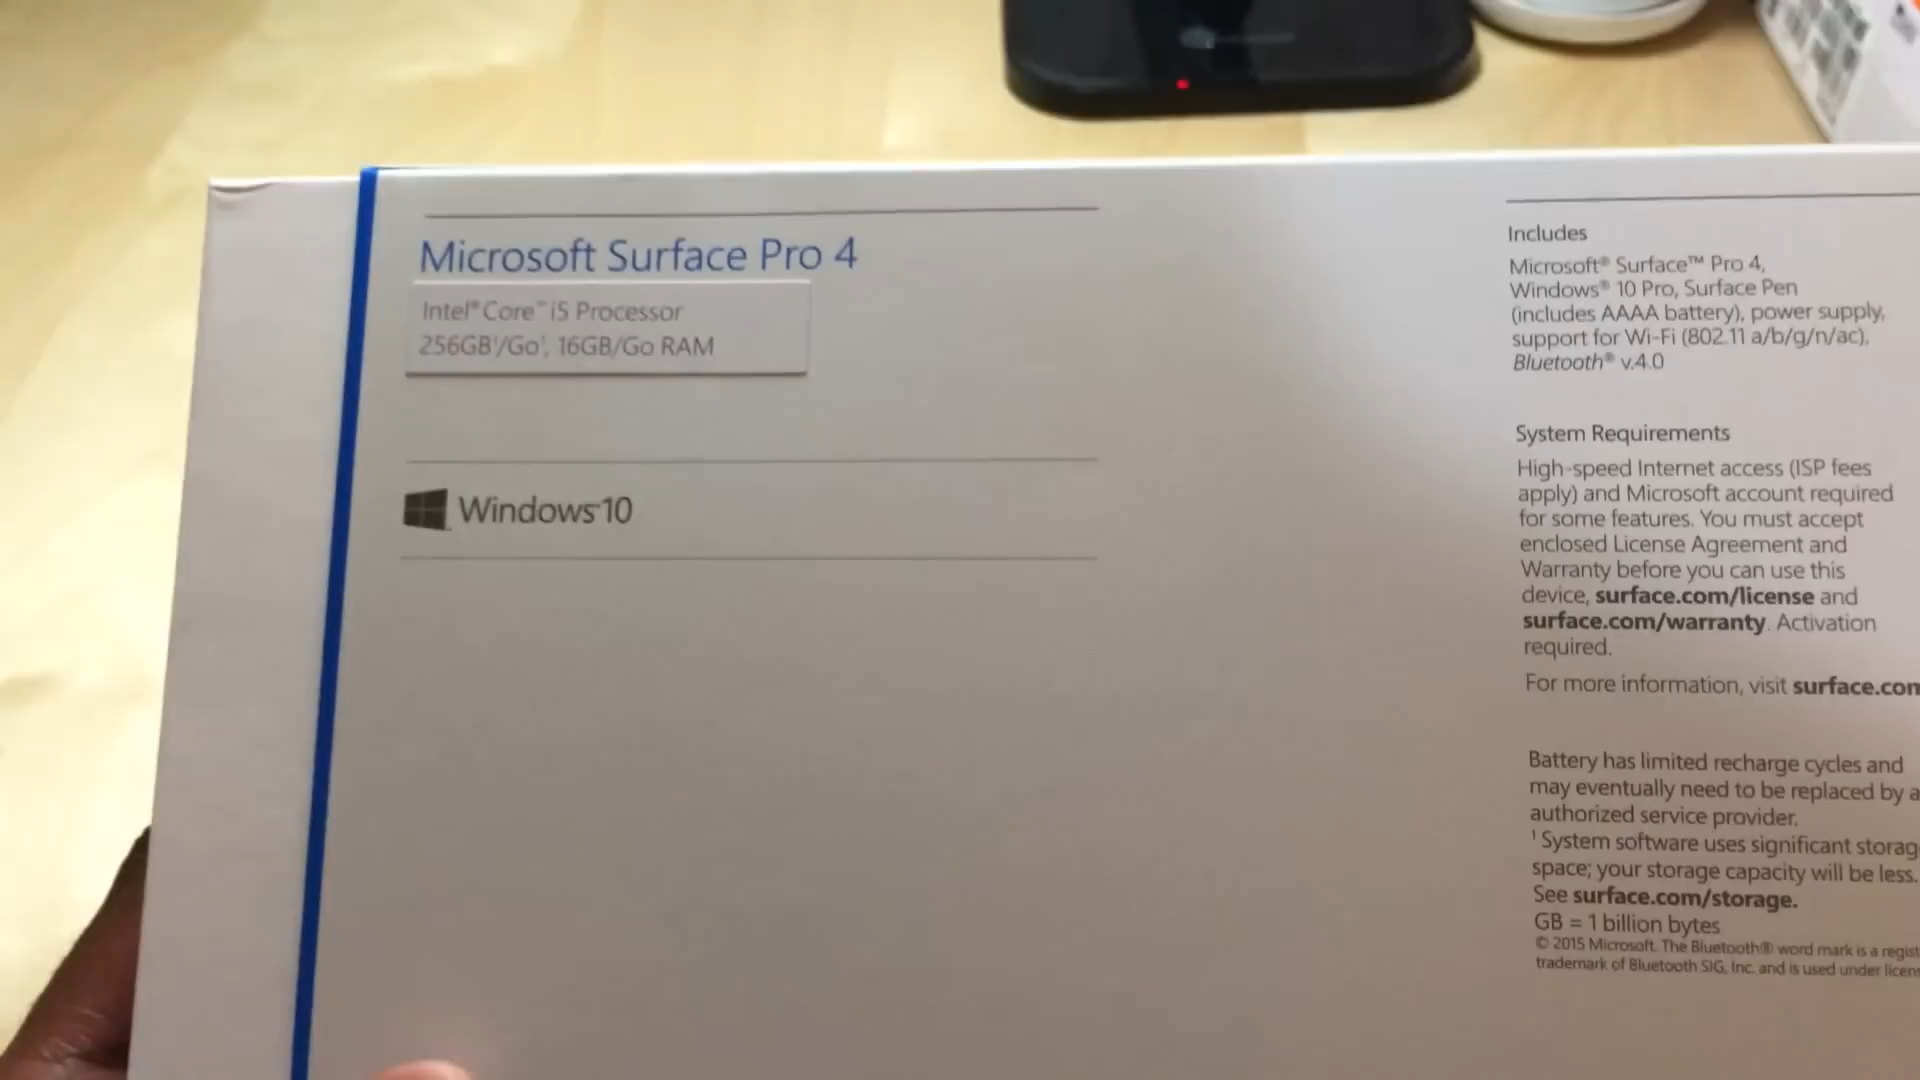 Microsoft Surface Pro 4
Intel® Core™ i5 Processor
256GB¹/Go¹, 16GB/Go RAM
Windows 10
Includes
Microsoft® Surface™ Pro 4,
Windows® 10 Pro, Surface Pen
(includes AAAA battery), power supply,
support for Wi-Fi (802.11 a/b/g/n/ac),
Bluetooth® v.4.0
System Requirements
High-speed Internet access (ISP fees
apply) and Microsoft account required
for some features. You must accept
enclosed License Agreement and
Warranty before you can use this
device, surface.com/license and
surface.com/warranty. Activation
required.
For more information, visit surface.com
Battery has limited recharge cycles and
may eventually need to be replaced by a
authorized service provider.
¹ System software uses significant storag
space; your storage capacity will be less.
See surface.com/storage.
GB = 1 billion bytes
© 2015 Microsoft. The Bluetooth® word mark is a regist
trademark of Bluetooth SIG, Inc. and is used under licens